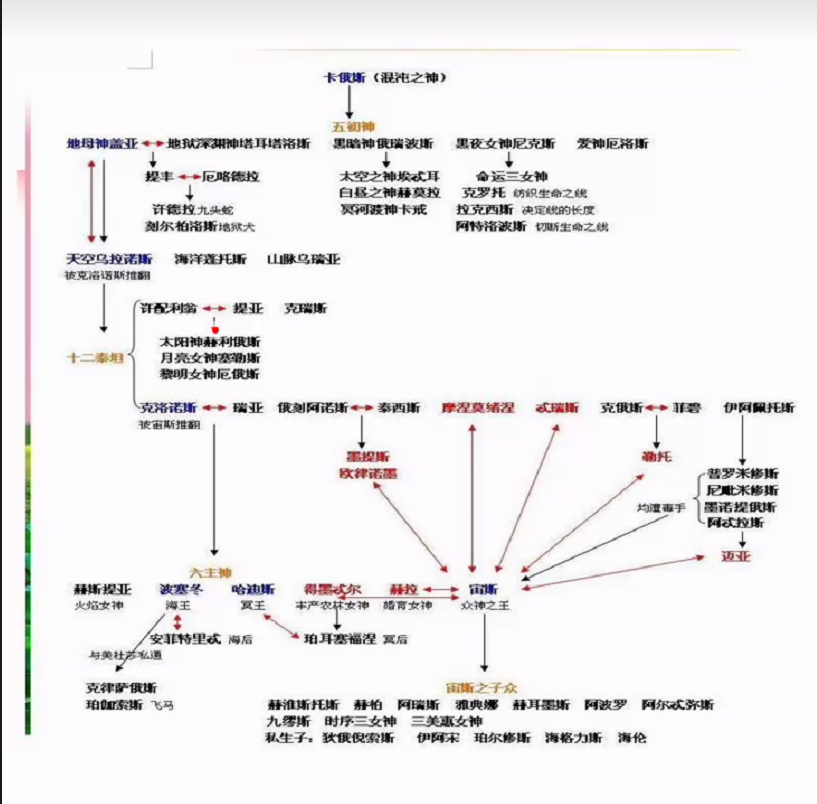 卡俄斯（混沌之神）
五初神
地母神盖亚 地狱深渊神塔耳塔洛斯 黑暗神俄瑞波斯 黑夜女神尼克斯 爱神厄洛斯
提丰 厄喀德拉 太空之神埃忒耳 命运三女神
白昼之神赫莫拉 克罗托 纺织生命之线
许德拉九头蛇 冥河渡神卡戎 拉克西斯 决定线的长度
刻尔柏洛斯地狱犬 阿特洛波斯 切断生命之线
天空乌拉诺斯 海洋蓬托斯 山脉乌瑞亚
被克洛诺斯推翻
许配利翁 提亚 克瑞斯
太阳神赫利俄斯
十二泰坦 月亮女神塞勒斯
黎明女神厄俄斯
克洛诺斯 瑞亚 俄刻阿诺斯 泰西斯 摩涅莫绪涅 忒瑞斯 克俄斯 菲碧 伊阿佩托斯
被宙斯推翻
墨提斯 勒托
欧律诺墨 普罗米修斯
尼毗米修斯
均遭毒手 墨诺提俄斯
阿忒拉斯
迈亚
六主神
赫斯提亚 波塞冬 哈迪斯 得墨忒尔 赫拉 宙斯
火焰女神 海王 冥王 丰产农林女神 婚育女神 众神之王
安菲特里忒 海后 珀耳塞福涅 冥后
与美杜莎私通
克律萨俄斯 宙斯之子众
珀伽索斯 飞马 赫淮斯托斯 赫伯 阿瑞斯 雅典娜 赫耳墨斯 阿波罗 阿尔忒弥斯
九缪斯 时序三女神 三美惠女神
私生子：狄俄倪索斯 伊阿宋 珀尔修斯 海格力斯 海伦